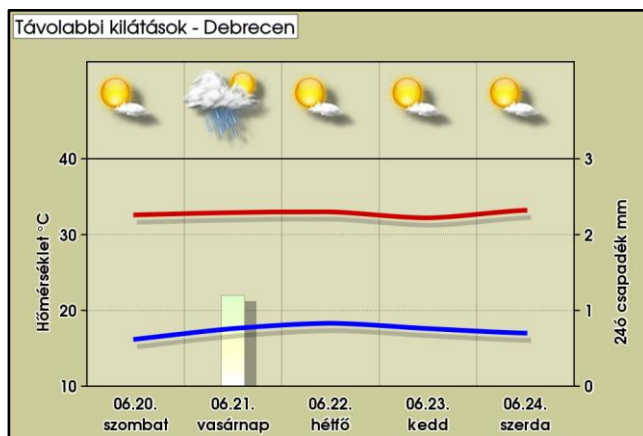 Távolabbi kilátások - Debrecen
40
30
20
10
Hőmérséklet °C
3
2
1
0
24ó csapadék mm
06.20.
szombat
06.21.
vasárnap
06.22.
hétfő
06.23.
kedd
06.24.
szerda